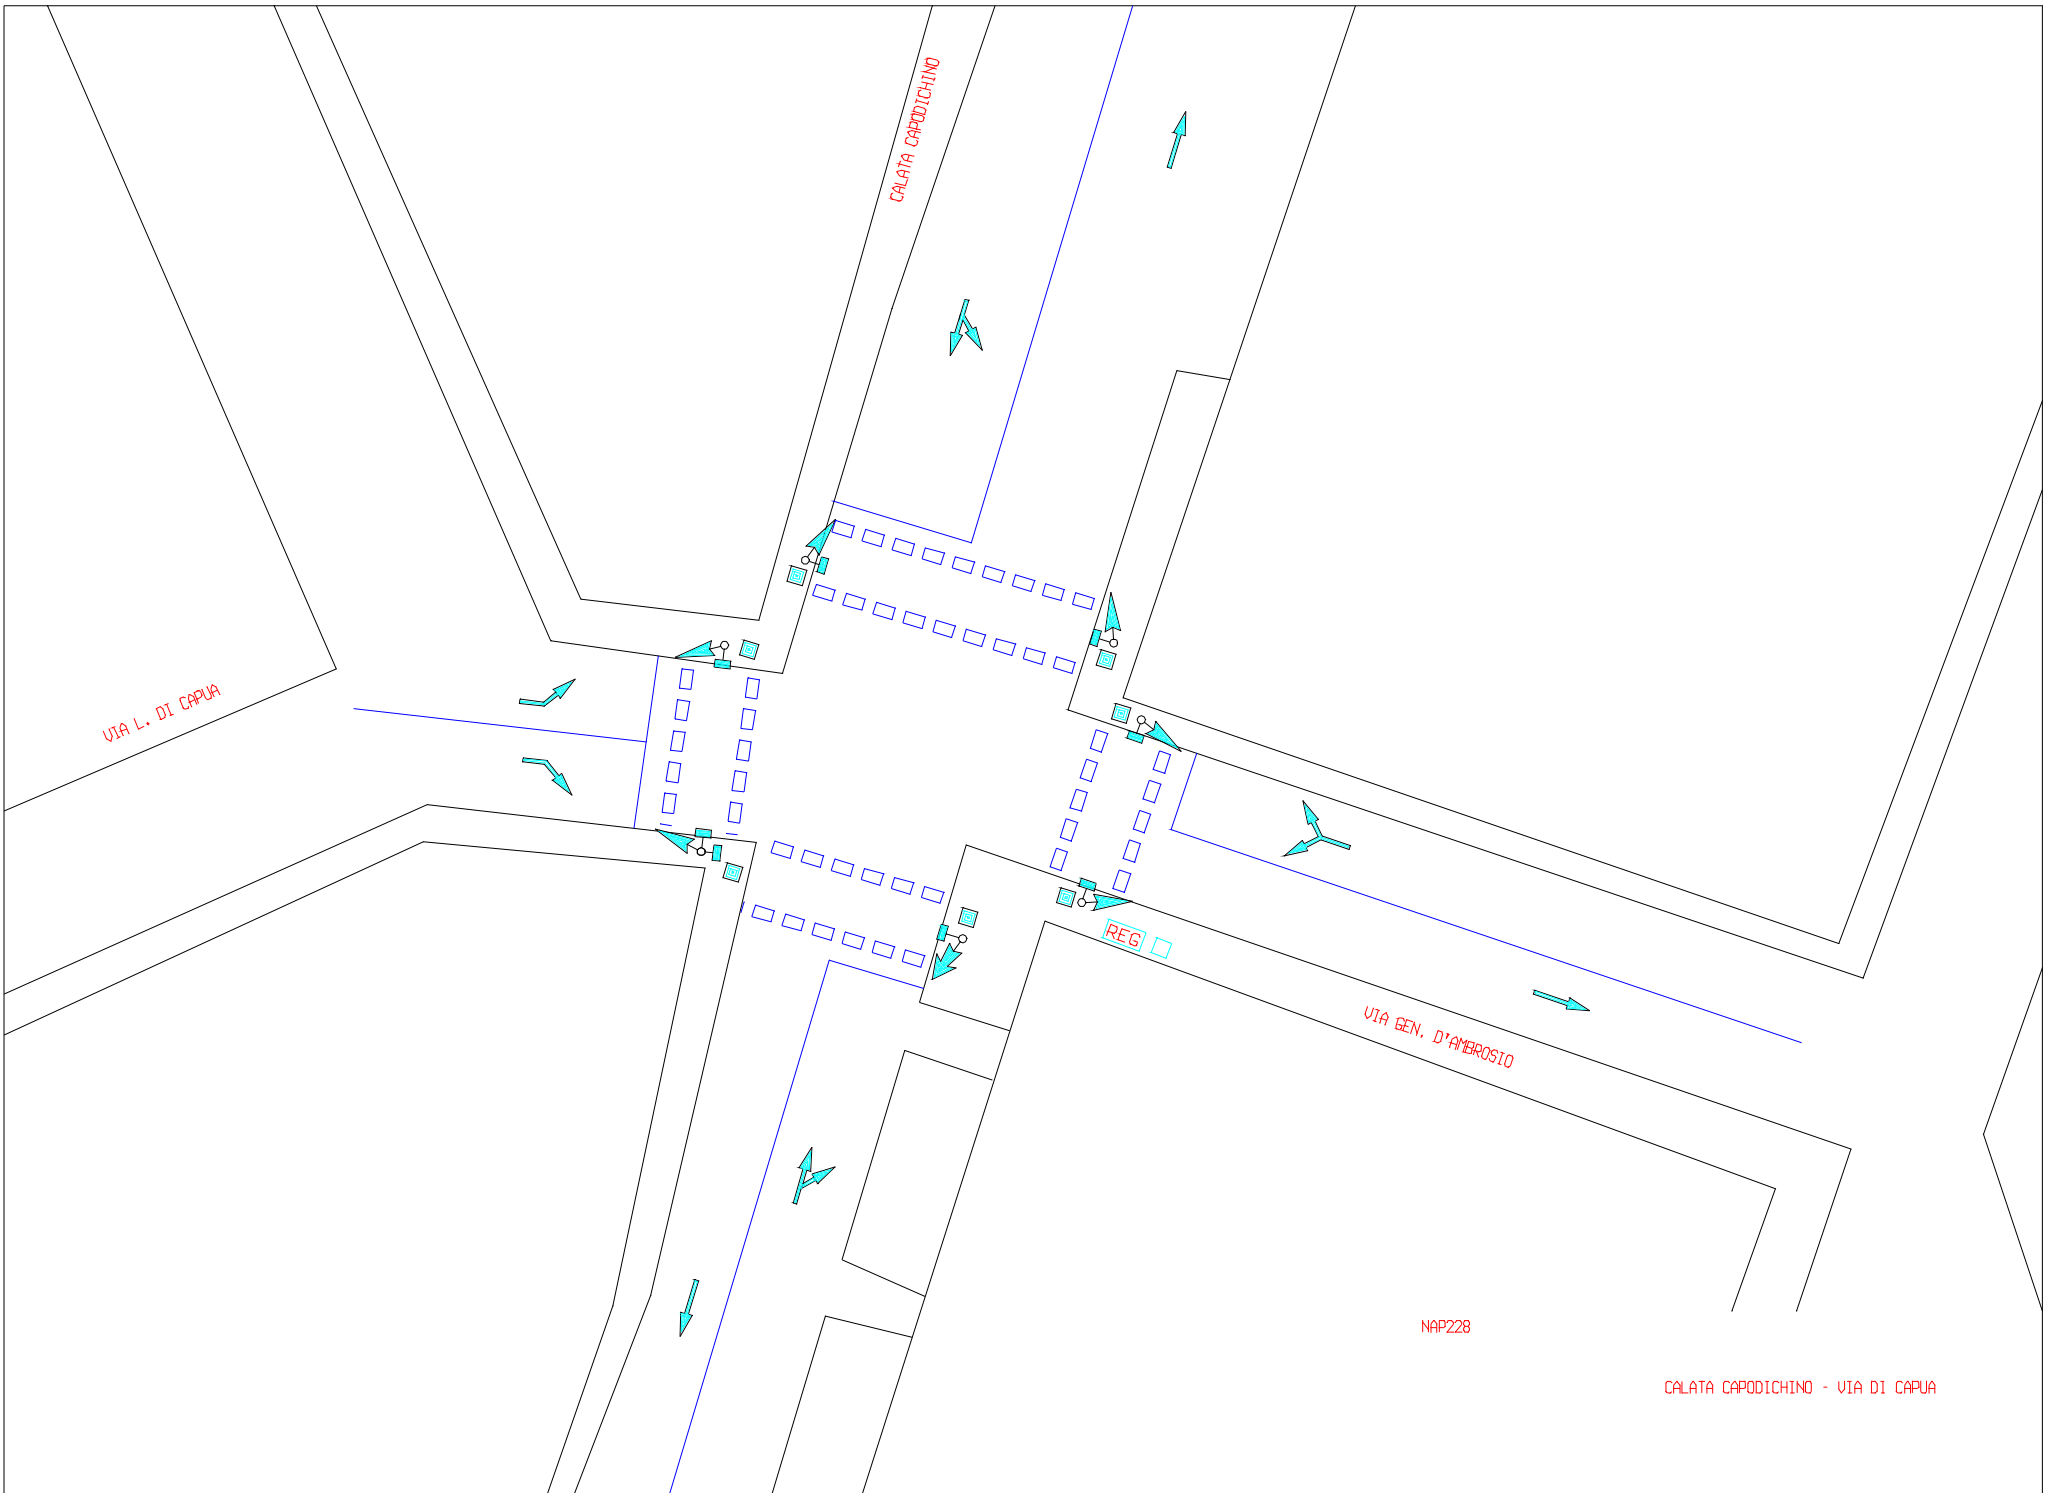 CALATA CAPODICHINO
VIA L. DI CAPUA
REG
VIA GEN. D'AMBROSIO
NAP228
CALATA CAPODICHINO - VIA DI CAPUA